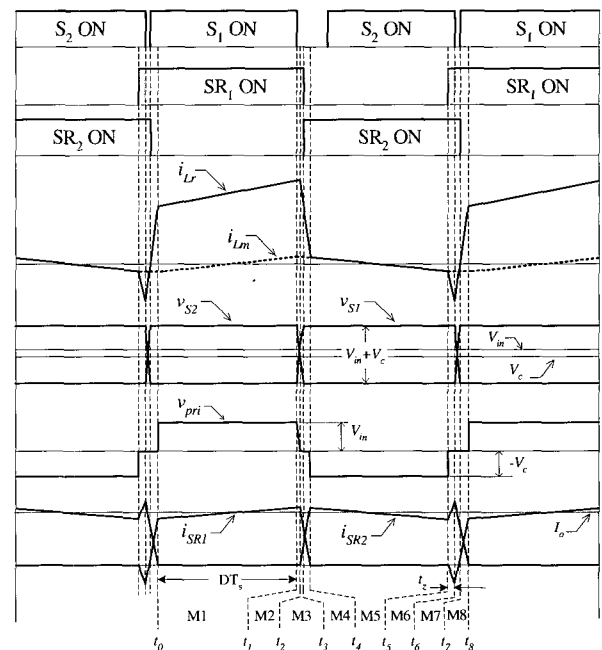 S2 ON S1 ON S2 ON S1 ON
SR1 ON SR1 ON
SR2 ON SR2 ON
iLr
iLm
vS2 vS1
Vin
Vin+Vc
Vc
vpri
Vin
-Vc
iSR1 iSR2 Io
DTs tz
M1 M2 M3 M4 M5 M6 M7 M8
t0 t1 t2 t3 t4 t5 t6 t7 t8